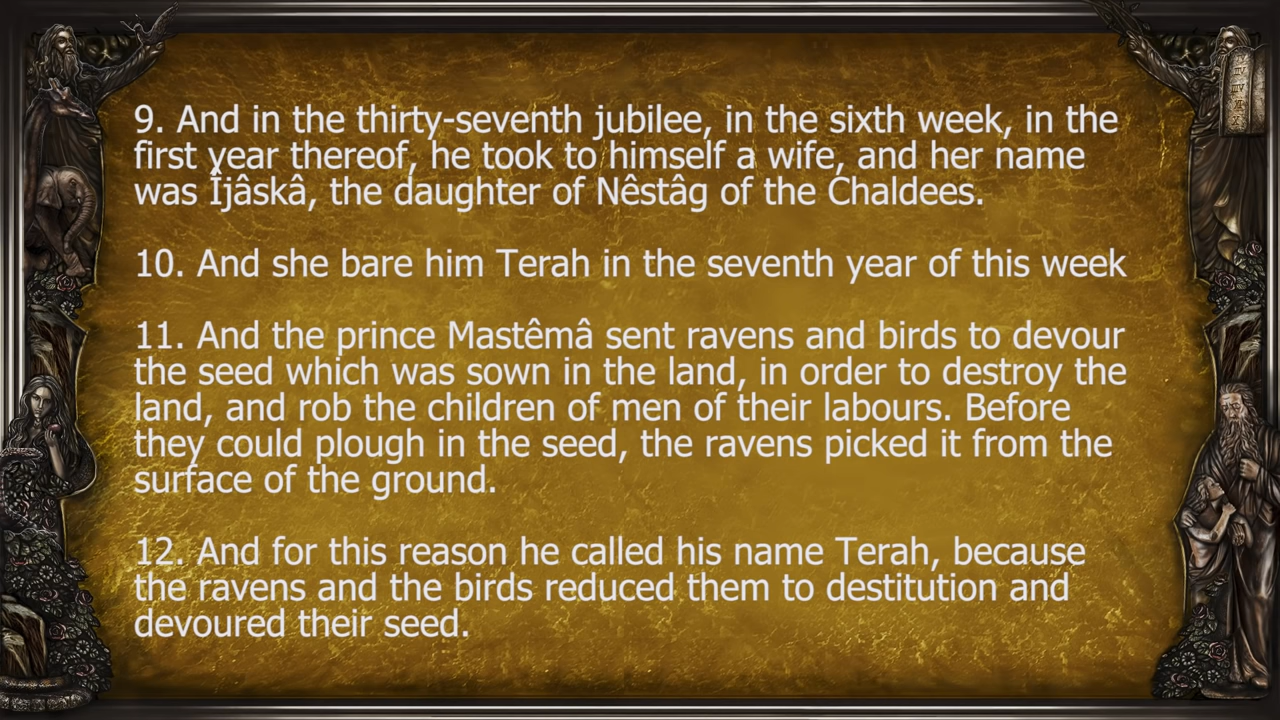 9. And in the thirty-seventh jubilee, in the sixth week, in the
first year thereof, he took to himself a wife, and her name
was Îjâskâ, the daughter of Nêstâg of the Chaldees.
10. And she bare him Terah in the seventh year of this week
11. And the prince Mastêmâ sent ravens and birds to devour
the seed which was sown in the land, in order to destroy the
land, and rob the children of men of their labours. Before
they could plough in the seed, the ravens picked it from the
surface of the ground.
12. And for this reason he called his name Terah, because
the ravens and the birds reduced them to destitution and
devoured their seed.